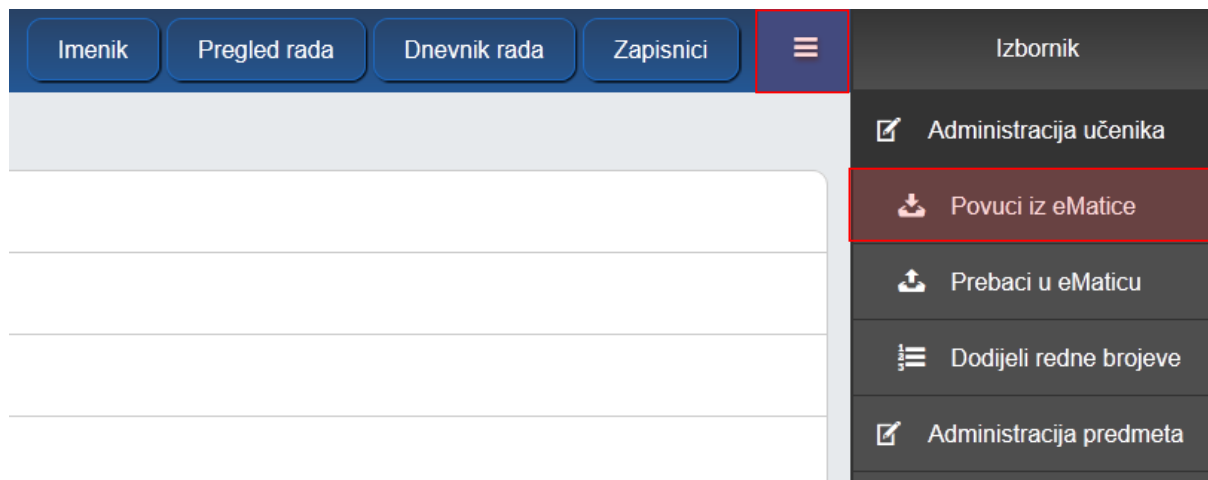 Imenik Pregled rada Dnevnik rada Zapisnici Izbornik
Administracija učenika
Povuci iz eMatice
Prebaci u eMaticu
Dodijeli redne brojeve
Administracija predmeta